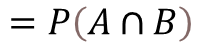 = P(A ∩ B)